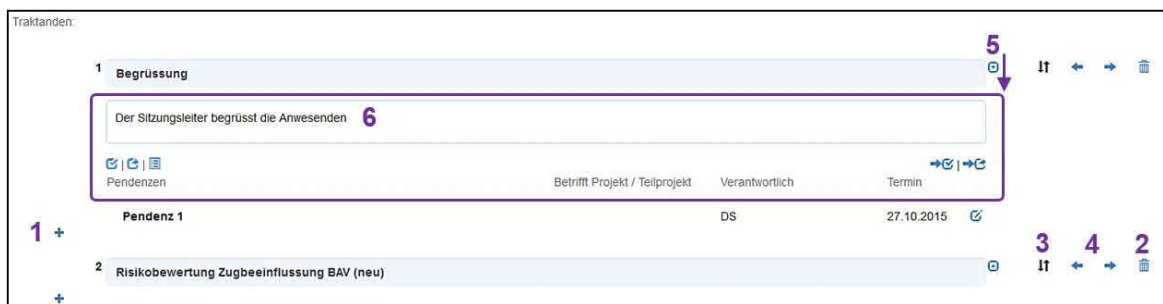 Traktanden:
5
1 Begrüssung
Der Sitzungsleiter begrüsst die Anwesenden 6
| |
|
Pendenzen Betrifft Projekt / Teilprojekt Verantwortlich Termin
Pendenz 1 DS 27.10.2015
1
3 4 2
2 Risikobewertung Zugbeeinflussung BAV (neu)